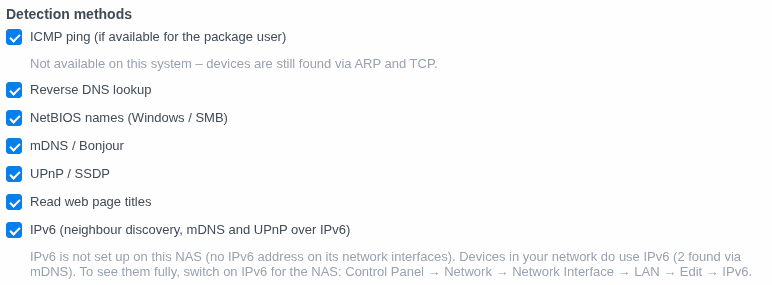 Detection methods
ICMP ping (if available for the package user)
Not available on this system – devices are still found via ARP and TCP.
Reverse DNS lookup
NetBIOS names (Windows / SMB)
mDNS / Bonjour
UPnP / SSDP
Read web page titles
IPv6 (neighbour discovery, mDNS and UPnP over IPv6)
IPv6 is not set up on this NAS (no IPv6 address on its network interfaces). Devices in your network do use IPv6 (2 found via
mDNS). To see them fully, switch on IPv6 for the NAS: Control Panel → Network → Network Interface → LAN → Edit → IPv6.